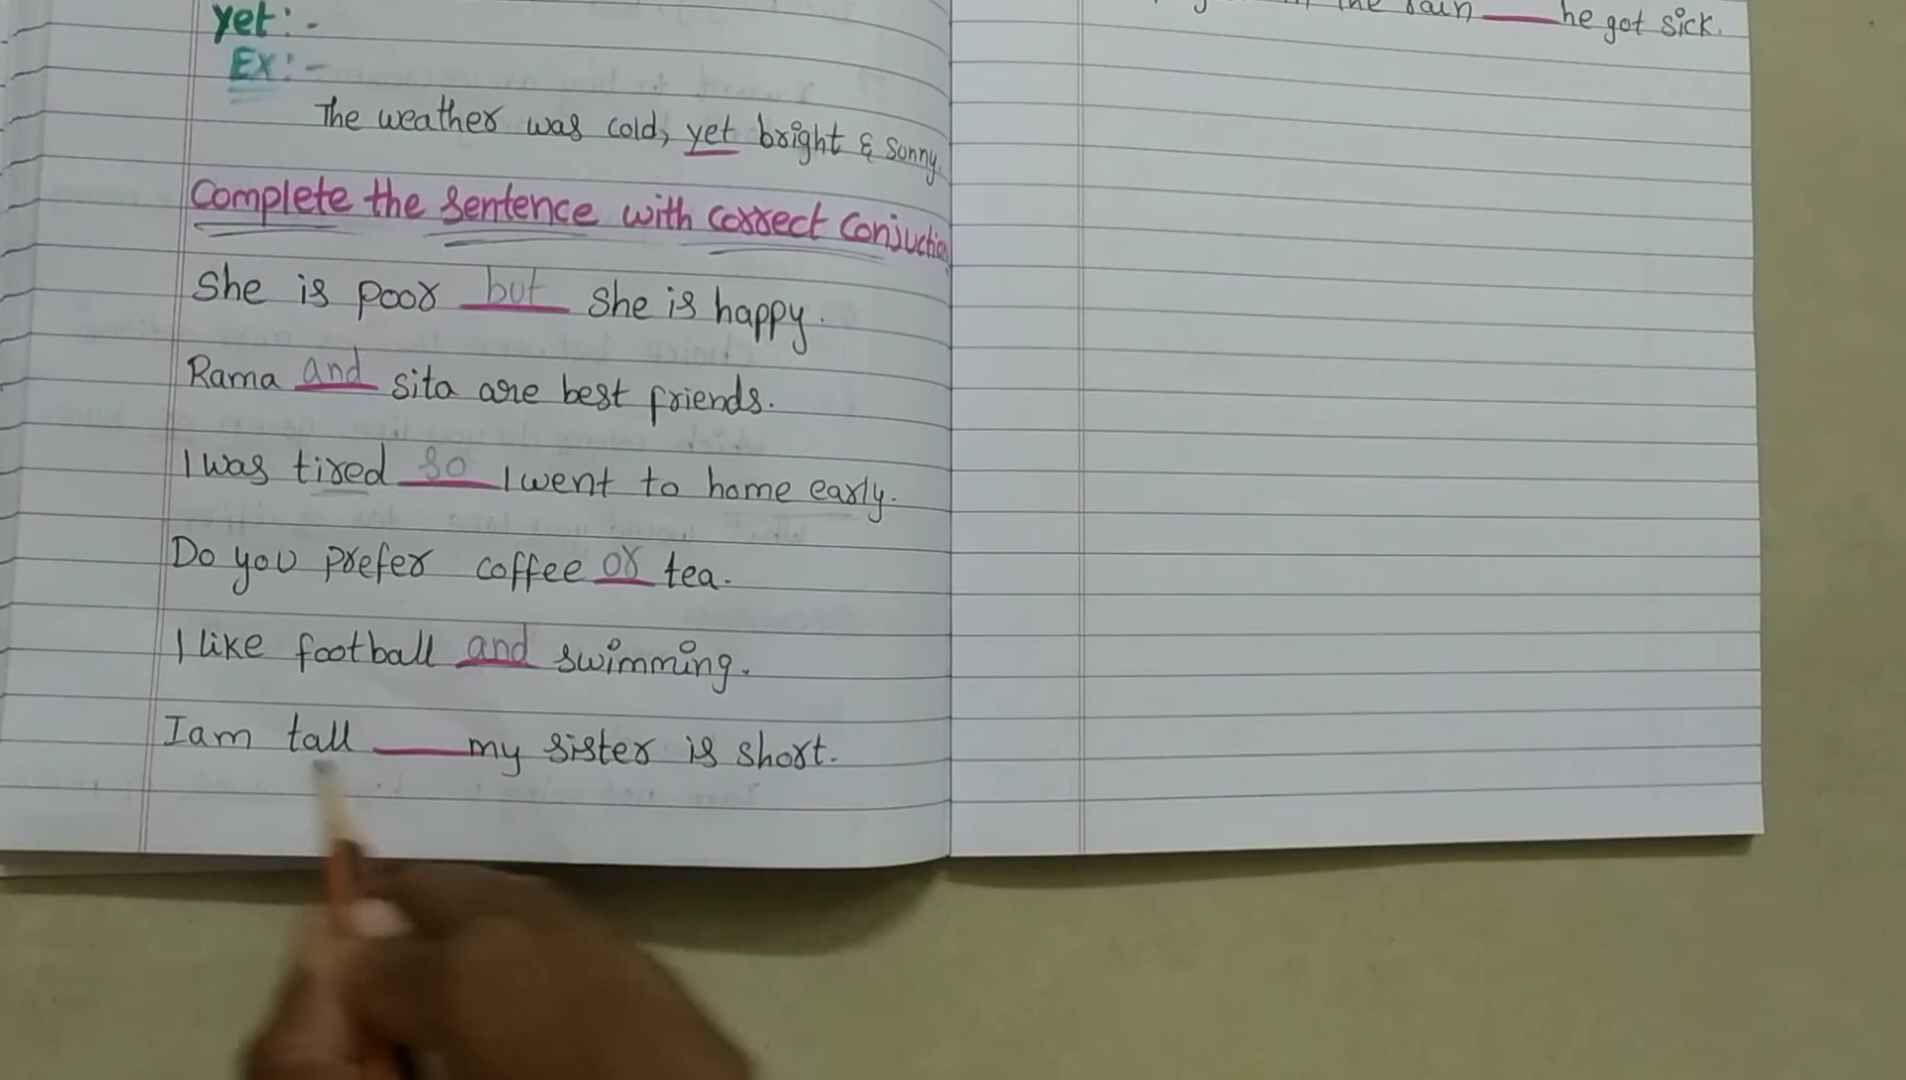 yet:-
Ex:-
The weather was cold, yet bright & sunny.
Complete the sentence with correct conjuction
She is poor but she is happy.
Rama and sita are best friends.
I was tired so I went to home early.
Do you prefer coffee or tea.
I like football and swimming.
I am tall ___ my sister is short.
the rain ___ he got sick.